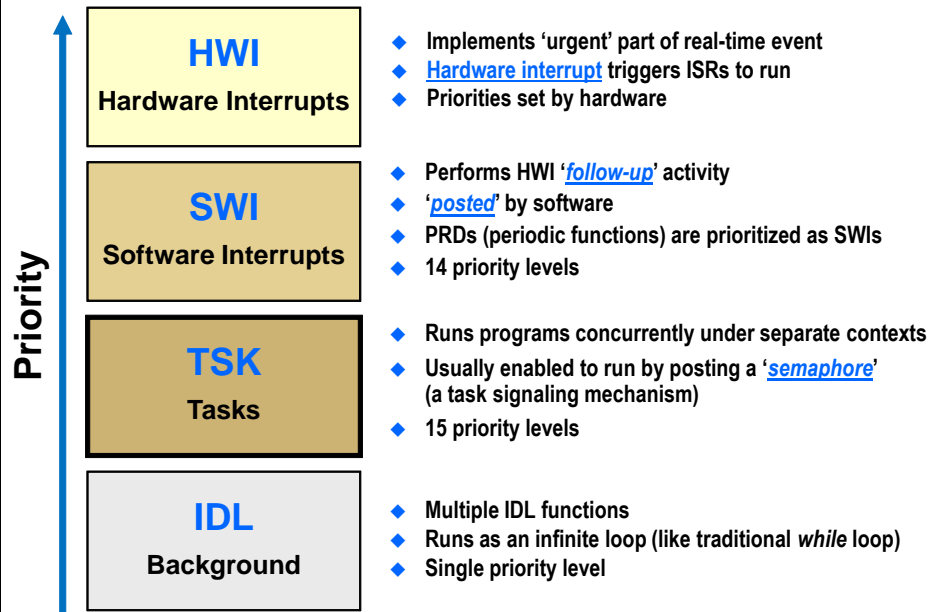 Priority
HWI
Hardware Interrupts
Implements ‘urgent’ part of real-time event
Hardware interrupt triggers ISRs to run
Priorities set by hardware
SWI
Software Interrupts
Performs HWI ‘follow-up’ activity
‘posted’ by software
PRDs (periodic functions) are prioritized as SWIs
14 priority levels
TSK
Tasks
Runs programs concurrently under separate contexts
Usually enabled to run by posting a ‘semaphore’
(a task signaling mechanism)
15 priority levels
IDL
Background
Multiple IDL functions
Runs as an infinite loop (like traditional while loop)
Single priority level